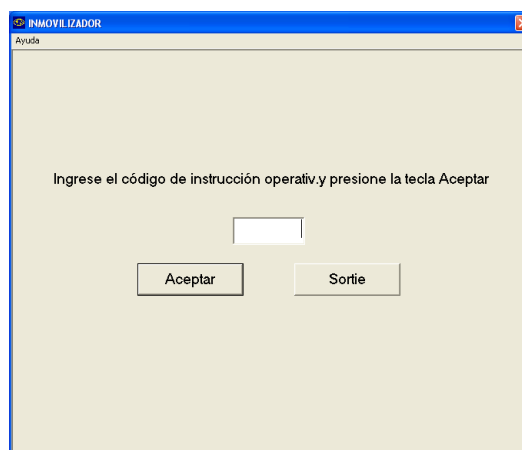 INMOVILIZADOR
Ayuda
Ingrese el código de instrucción operativ.y presione la tecla Aceptar
Aceptar
Sortie